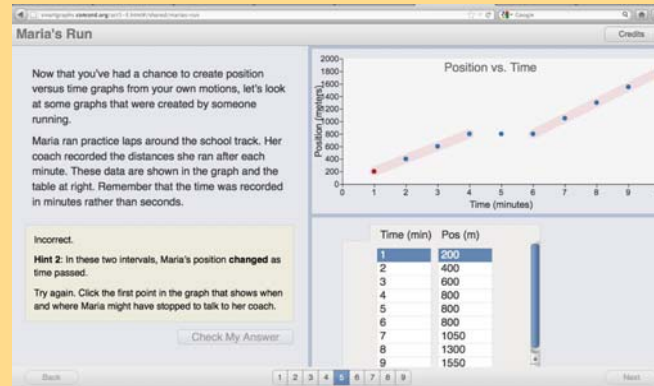 smartgraphs.concord.org
Google
Maria's Run
Credits
Now that you've had a chance to create position
versus time graphs from your own motions, let's look
at some graphs that were created by someone
running.
Maria ran practice laps around the school track. Her
coach recorded the distances she ran after each
minute. These data are shown in the graph and the
table at right. Remember that the time was recorded
in minutes rather than seconds.
Incorrect.
Hint 2: In these two intervals, Maria's position changed as
time passed.
Try again. Click the first point in the graph that shows when
and where Maria might have stopped to talk to her coach.
Check My Answer
Position vs. Time
Position (meters)
2000
1800
1600
1400
1200
1000
800
600
400
200
0
0 1 2 3 4 5 6 7 8 9
Time (minutes)
Time (min) Pos (m)
1 200
2 400
3 600
4 800
5 800
6 800
7 1050
8 1300
9 1550
Back
1 2 3 4 5 6 7 8 9
Next